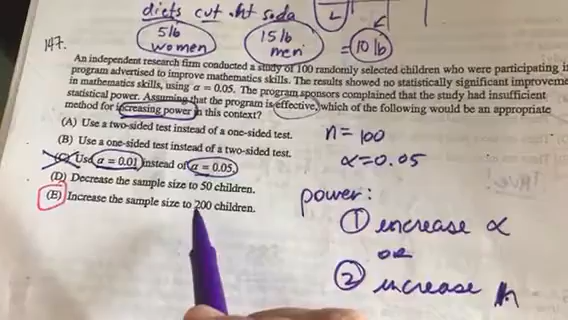 diets cut out soda
5lb
women
15lb
men
= 10 lb
L
147.
An independent research firm conducted a study of 100 randomly selected children who were participating in
program advertised to improve mathematics skills. The results showed no statistically significant improveme
in mathematics skills, using α = 0.05. The program sponsors complained that the study had insufficient
statistical power. Assuming that the program is effective, which of the following would be an appropriate
method for increasing power in this context?
(A) Use a two-sided test instead of a one-sided test.
(B) Use a one-sided test instead of a two-sided test.
(C) Use α = 0.01 instead of α = 0.05.
(D) Decrease the sample size to 50 children.
(E) Increase the sample size to 200 children.
n = 100
α = 0.05
power:
① increase α
OR
② increase n